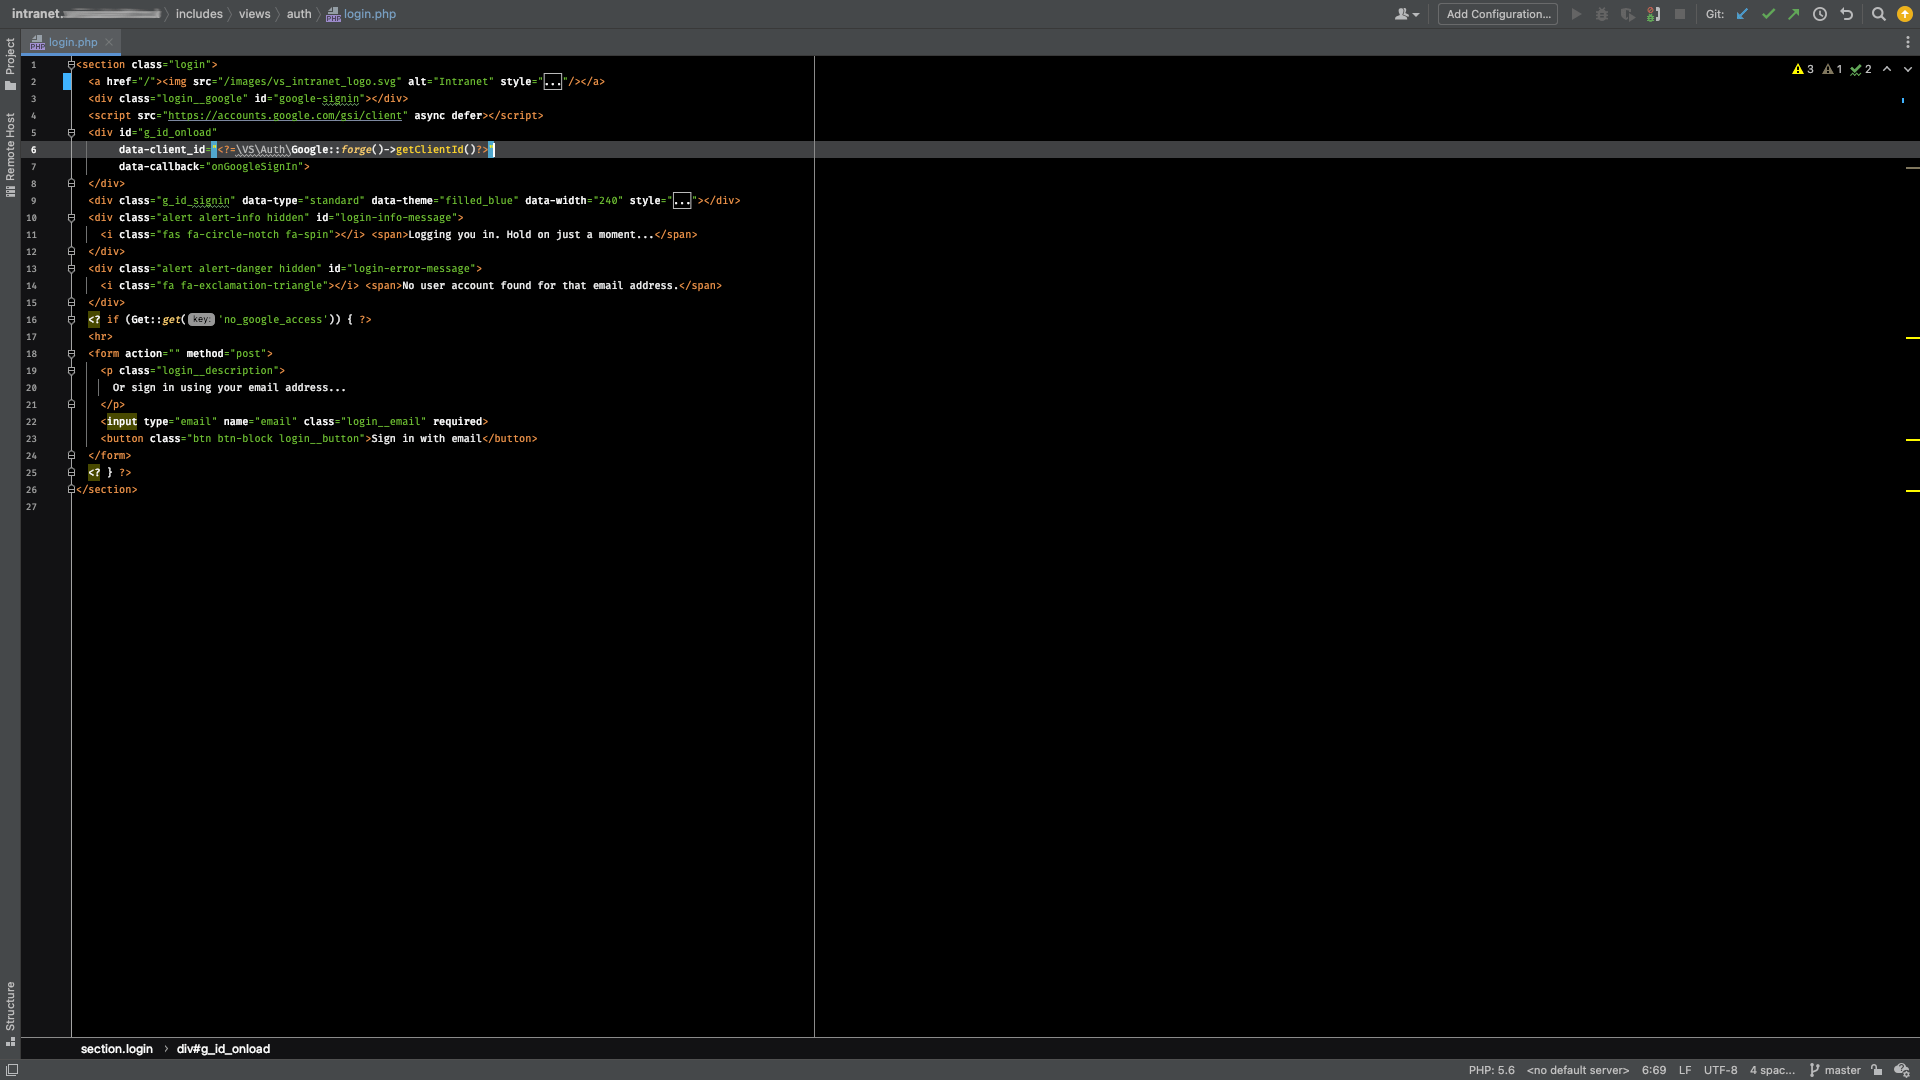 intranet. includes views auth login.php
Add Configuration... Git:
login.php
Project
Remote Host
Structure
3 1 2
1 <section class="login">
2 <a href="/"><img src="/images/vs_intranet_logo.svg" alt="Intranet" style="..."/></a>
3 <div class="login__google" id="google-signin"></div>
4 <script src="https://accounts.google.com/gsi/client" async defer></script>
5 <div id="g_id_onload"
6 data-client_id="<?=\VS\Auth\Google::forge()->getClientId()?>"
7 data-callback="onGoogleSignIn">
8 </div>
9 <div class="g_id_signin" data-type="standard" data-theme="filled_blue" data-width="240" style="..."></div>
10 <div class="alert alert-info hidden" id="login-info-message">
11 <i class="fas fa-circle-notch fa-spin"></i> <span>Logging you in. Hold on just a moment...</span>
12 </div>
13 <div class="alert alert-danger hidden" id="login-error-message">
14 <i class="fa fa-exclamation-triangle"></i> <span>No user account found for that email address.</span>
15 </div>
16 <? if (Get::get( key: 'no_google_access')) { ?>
17 <hr>
18 <form action="" method="post">
19 <p class="login__description">
20 Or sign in using your email address...
21 </p>
22 <input type="email" name="email" class="login__email" required>
23 <button class="btn btn-block login__button">Sign in with email</button>
24 </form>
25 <? } ?>
26 </section>
27
section.login › div#g_id_onload
PHP: 5.6 <no default server> 6:69 LF UTF-8 4 spac... master